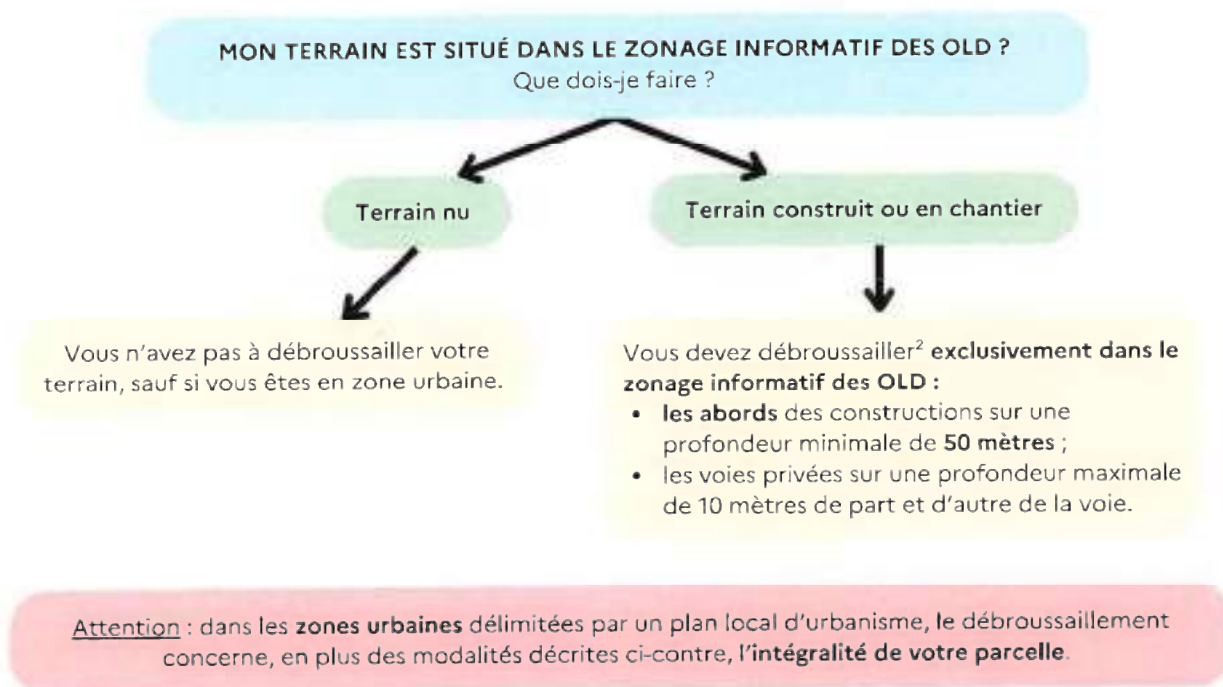 MON TERRAIN EST SITUÉ DANS LE ZONAGE INFORMATIF DES OLD ?
Que dois-je faire ?
Terrain nu
Terrain construit ou en chantier
Vous n'avez pas à débroussailler votre
terrain, sauf si vous êtes en zone urbaine.
Vous devez débroussailler² exclusivement dans le
zonage informatif des OLD :
• les abords des constructions sur une
profondeur minimale de 50 mètres ;
• les voies privées sur une profondeur maximale
de 10 mètres de part et d'autre de la voie.
Attention : dans les zones urbaines délimitées par un plan local d'urbanisme, le débroussaillement
concerne, en plus des modalités décrites ci-contre, l'intégralité de votre parcelle.